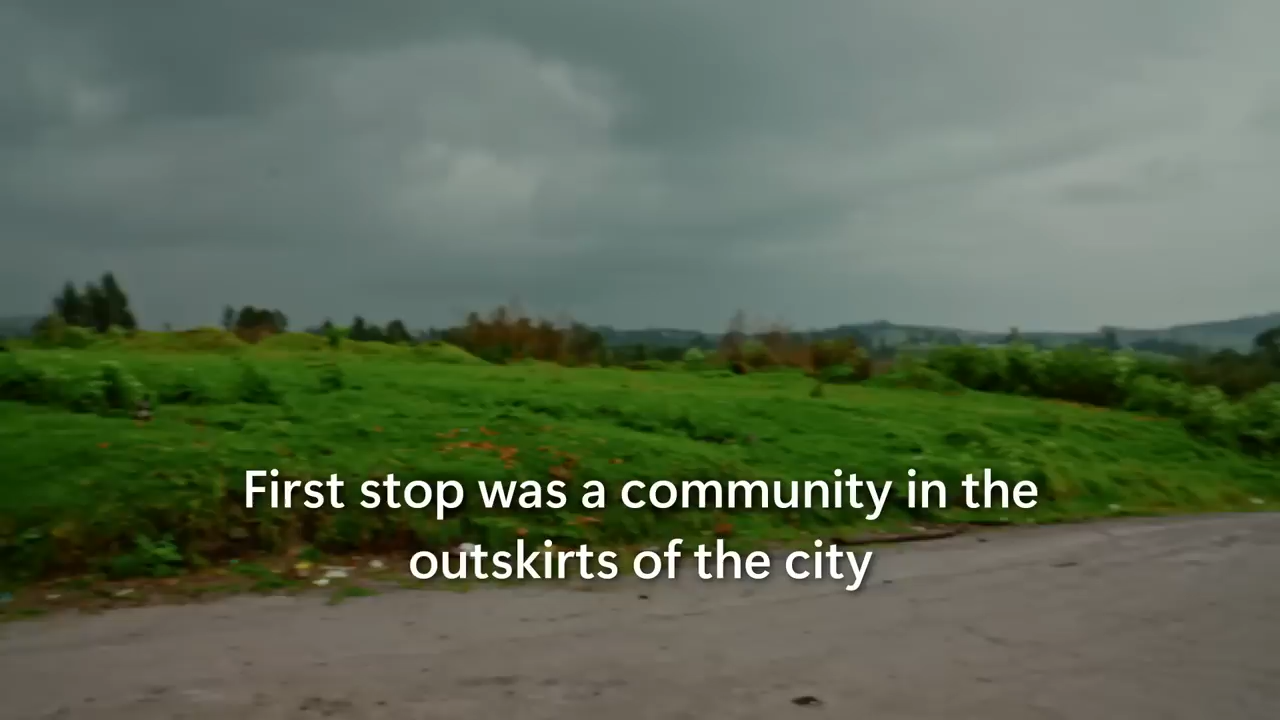 First stop was a community in the
outskirts of the city